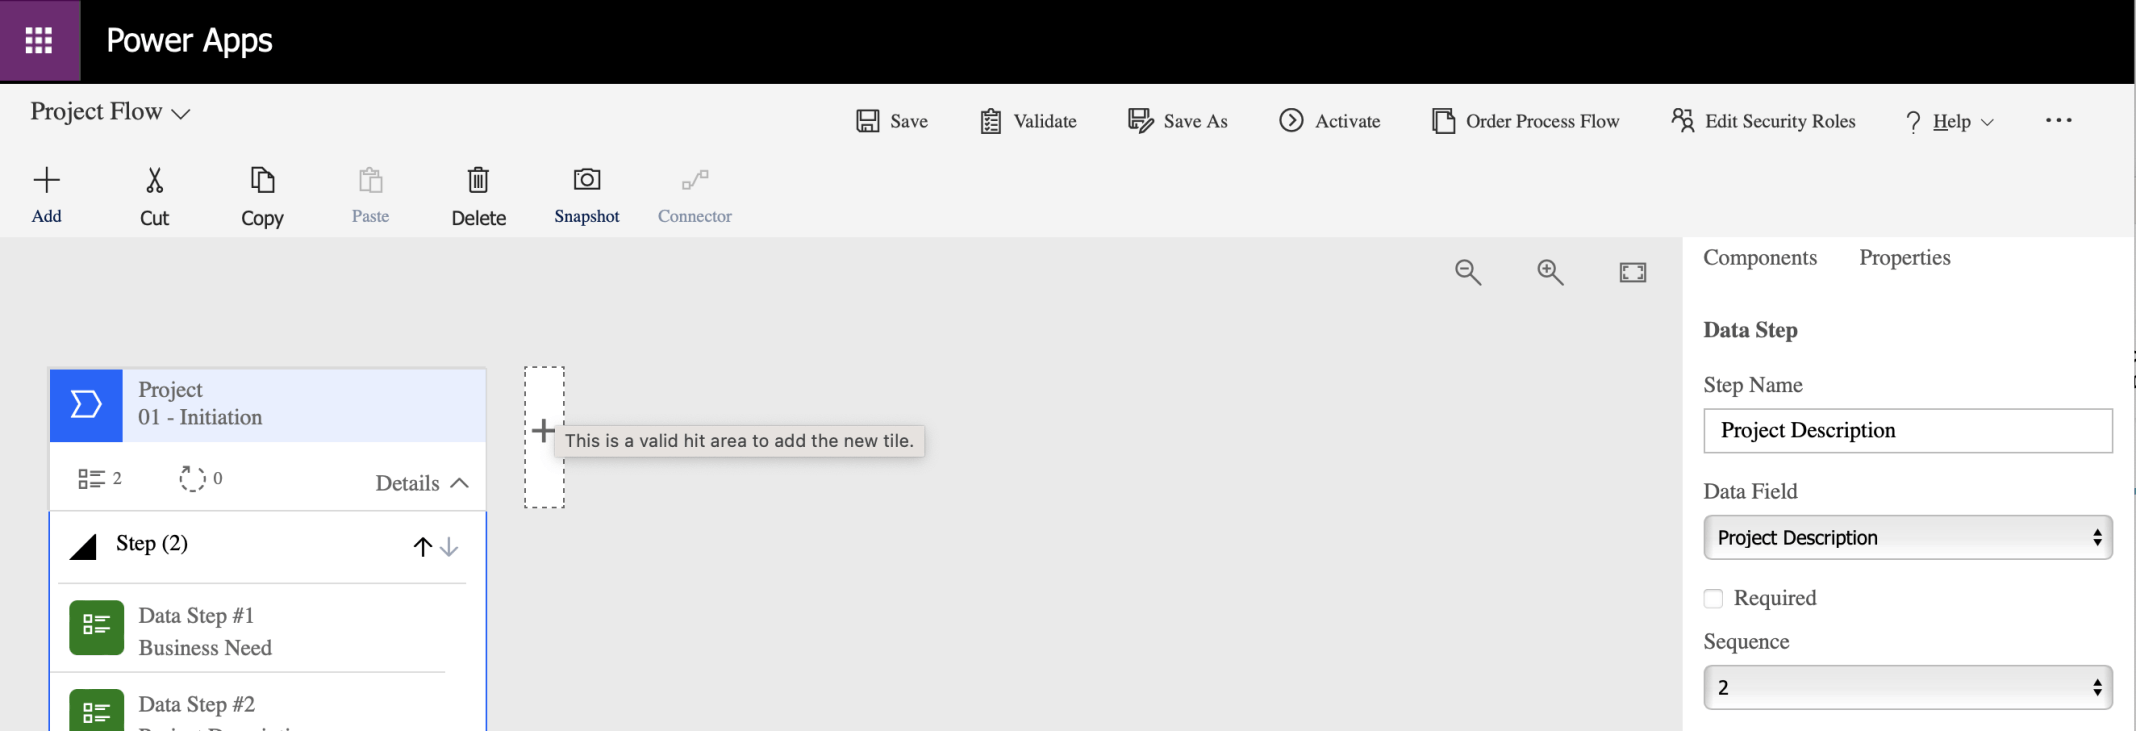 Power Apps
Project Flow
Save
Validate
Save As
Activate
Order Process Flow
Edit Security Roles
? Help
...
Add
Cut
Copy
Paste
Delete
Snapshot
Connector
Components
Properties
Data Step
Step Name
Project Description
Data Field
Project Description
Required
Sequence
2
Project
01 - Initiation
2
0
Details
This is a valid hit area to add the new tile.
Step (2)
Data Step #1
Business Need
Data Step #2